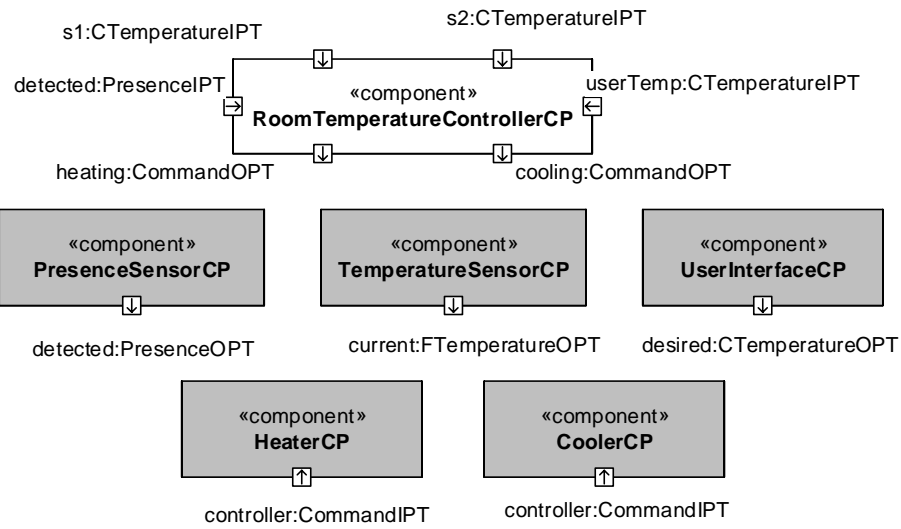 s1:CTemperatureIPT
s2:CTemperatureIPT
detected:PresenceIPT
userTemp:CTemperatureIPT
«component»
RoomTemperatureControllerCP
heating:CommandOPT
cooling:CommandOPT
«component»
PresenceSensorCP
«component»
TemperatureSensorCP
«component»
UserInterfaceCP
detected:PresenceOPT
current:FTemperatureOPT
desired:CTemperatureOPT
«component»
HeaterCP
«component»
CoolerCP
controller:CommandIPT
controller:CommandIPT